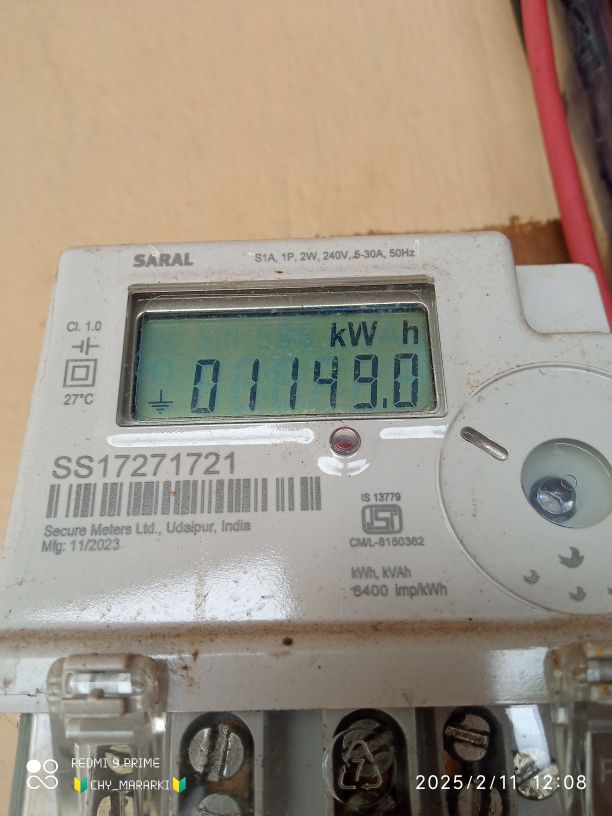 SARAL
S1A, 1P, 2W, 240V, 5-30A, 50Hz
Cl. 1.0
kW h
01149.0
27°C
SS17271721
Secure Meters Ltd., Udaipur, India
Mfg: 11/2023
IS 13779
ISI
CM/L-8150362
kWh, kVAh
6400 imp/kWh
7
REDMI 9 PRIME
CHY_MARARKI
2025/2/11 12:08